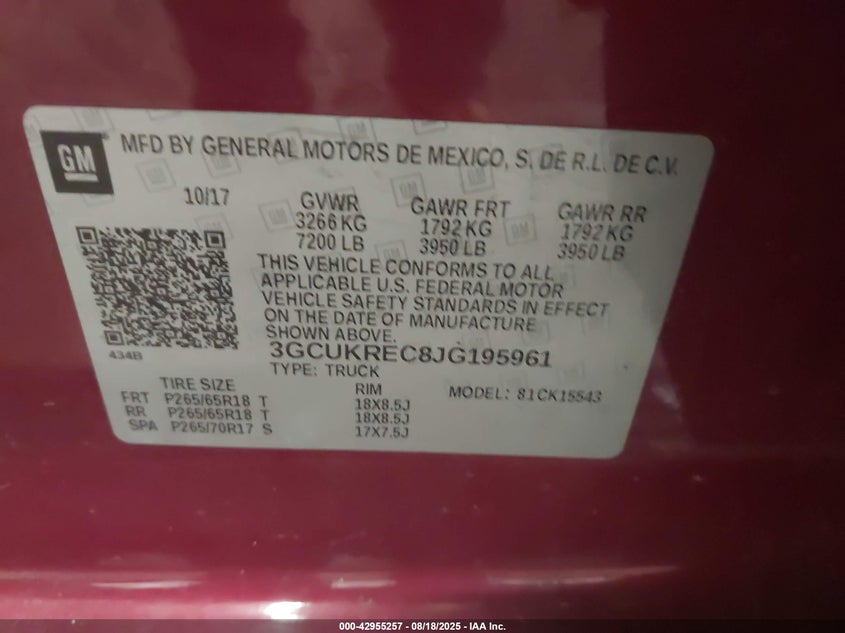 GM
MFD BY GENERAL MOTORS DE MEXICO, S. DE R.L. DE C.V.
10/17
GVWR
3266 KG
7200 LB
GAWR FRT
1792 KG
3950 LB
GAWR RR
1792 KG
3950 LB
THIS VEHICLE CONFORMS TO ALL
APPLICABLE U.S. FEDERAL MOTOR
VEHICLE SAFETY STANDARDS IN EFFECT
ON THE DATE OF MANUFACTURE
SHOWN ABOVE.
434B
3GCUKREC8JG195961
TYPE: TRUCK
MODEL: 81CK15543
TIRE SIZE RIM
FRT P265/65R18 T 18X8.5J
RR P265/65R18 T 18X8.5J
SPA P265/70R17 S 17X7.5J
000-42955257 - 08/18/2025 - IAA Inc.